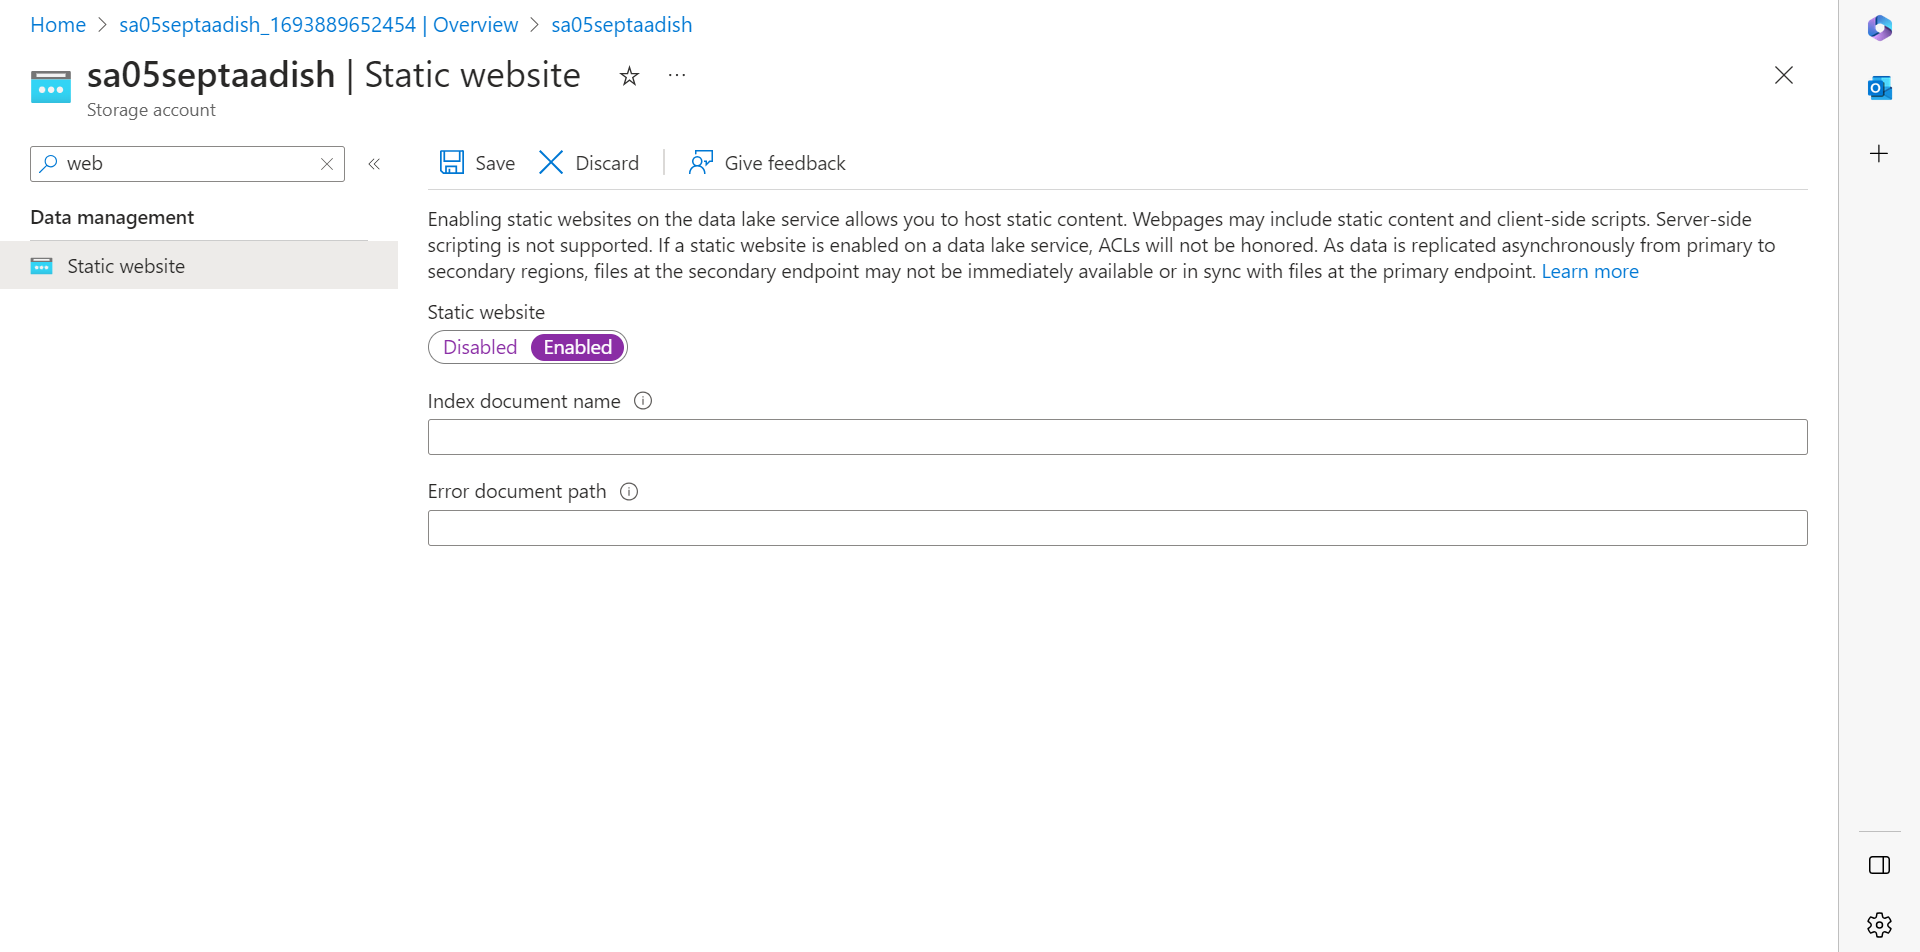 Home > sa05septaadish_1693889652454 | Overview > sa05septaadish
sa05septaadish | Static website
Storage account
web
Data management
Static website
Save Discard Give feedback
Enabling static websites on the data lake service allows you to host static content. Webpages may include static content and client-side scripts. Server-side
scripting is not supported. If a static website is enabled on a data lake service, ACLs will not be honored. As data is replicated asynchronously from primary to
secondary regions, files at the secondary endpoint may not be immediately available or in sync with files at the primary endpoint. Learn more
Static website
Disabled Enabled
Index document name
Error document path